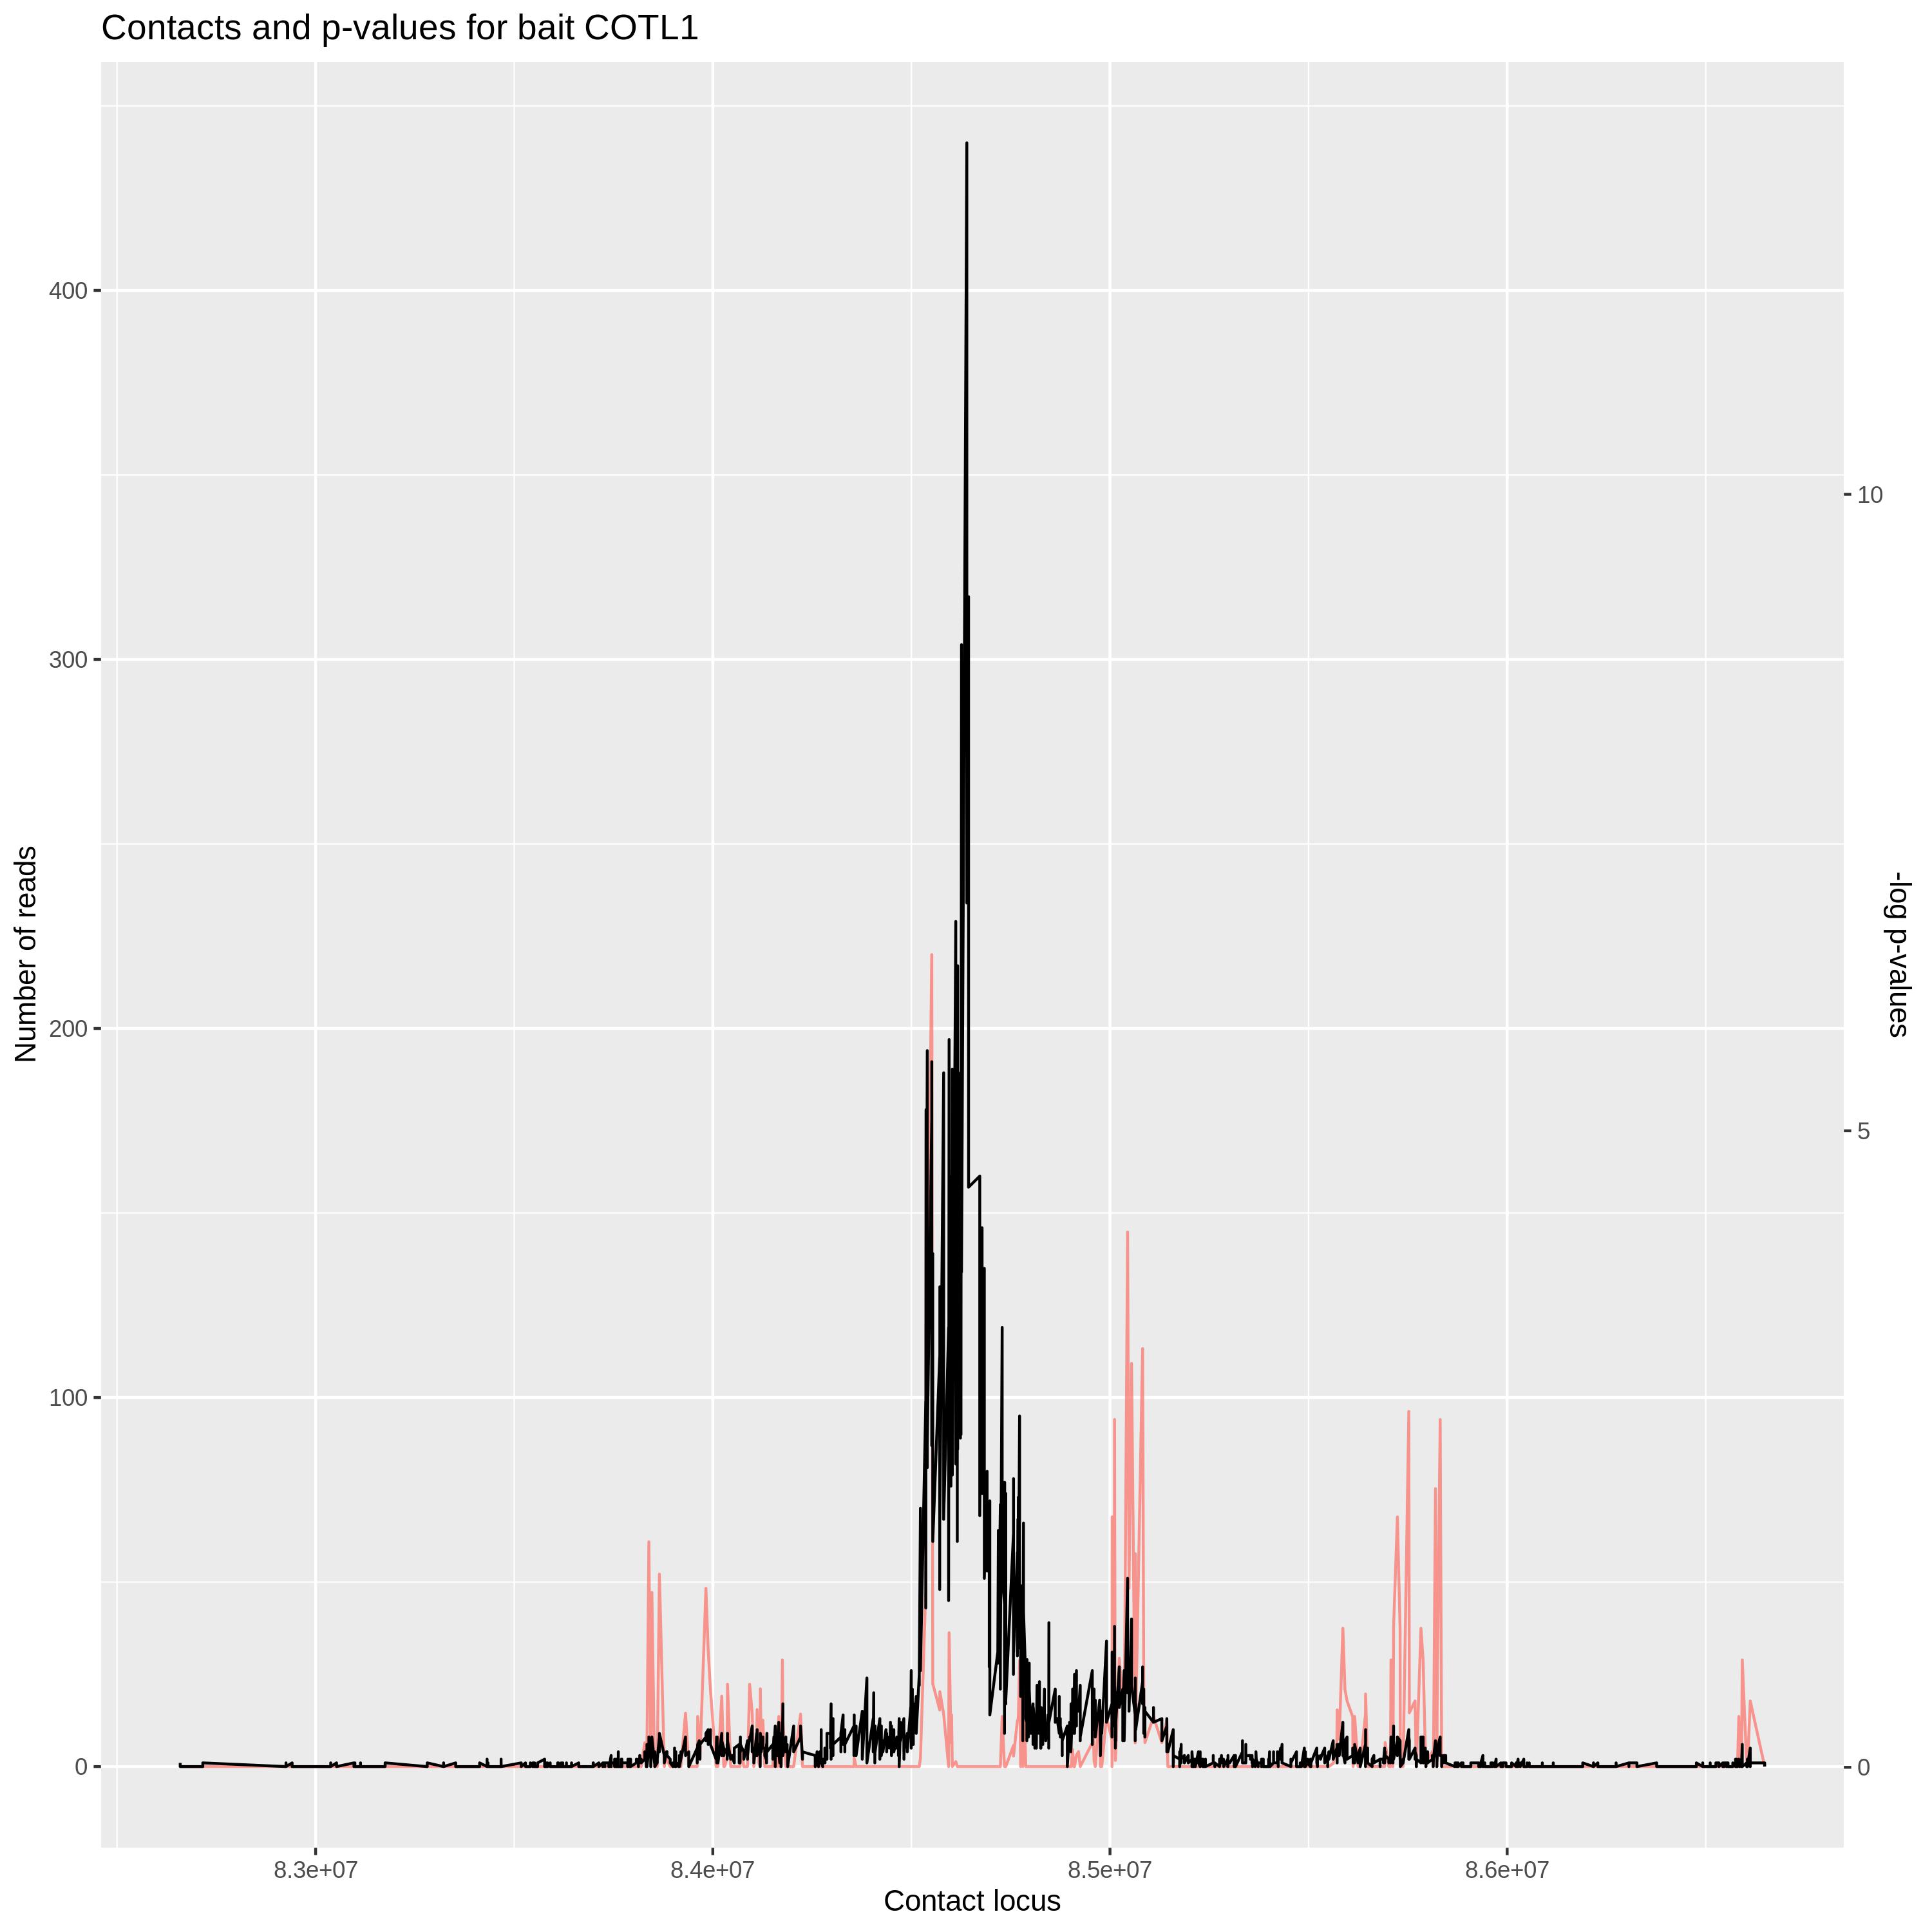 Contacts and p-values for bait COTL1
Number of reads
400
300
200
100
0
10
5
0
-log p-values
8.3e+07 8.4e+07 8.5e+07 8.6e+07
Contact locus